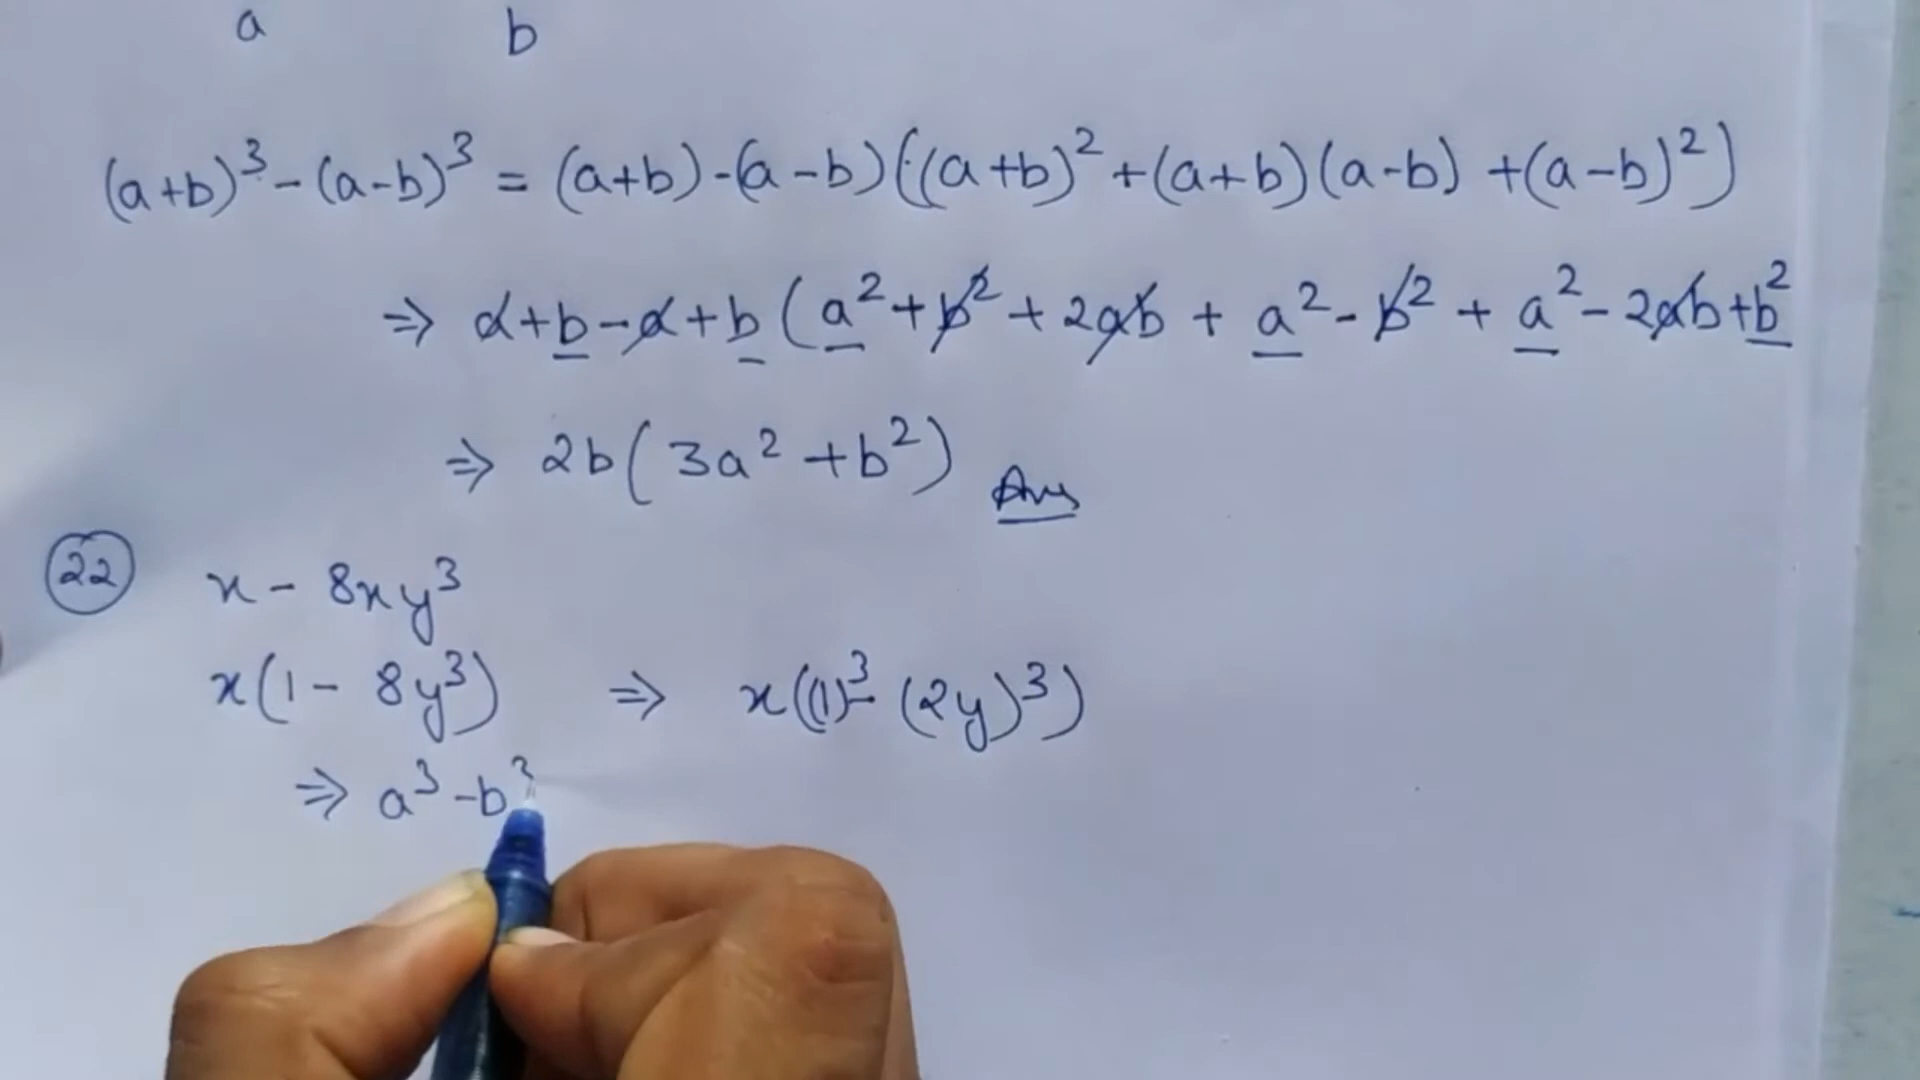 a b
(a+b)³ - (a-b)³ = (a+b) - (a-b) ((a+b)² + (a+b)(a-b) + (a-b)²)
⇒ a+b-a+b (a² + b² + 2ab + a² - b² + a² - 2ab + b²
⇒ 2b (3a² + b²) Ans
22 x - 8xy³
x(1 - 8y³) ⇒ x((1)³ - (2y)³)
⇒ a³ - b³